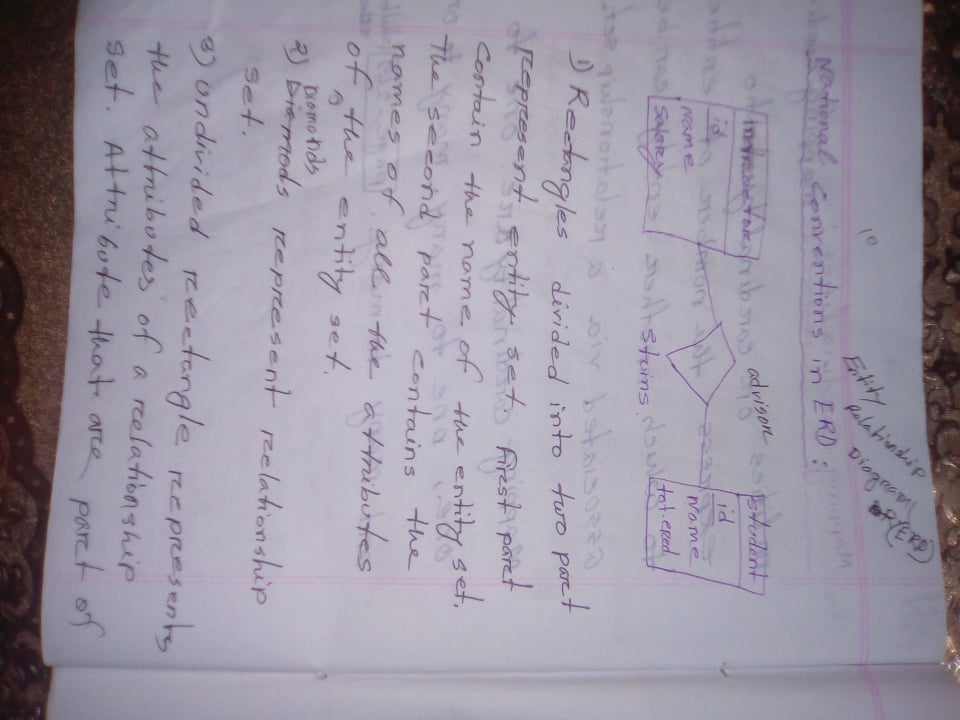 10
Entity
Relationship
Diagram
(ERD)
National Conventions in ERD :
advisor
id
name
Salary
Student
id
Name
tot.cred
Stuins
1) Rectangles divided into two part
represent entity set. First part
contain the name of the entity set.
The second part contains the
names of all the attributes
of the entity set.
Diamonds
2) Diamods represent relationship
set.
3) undivided rectangle represents
the attributes of a relationship
set. Attribute that are part of